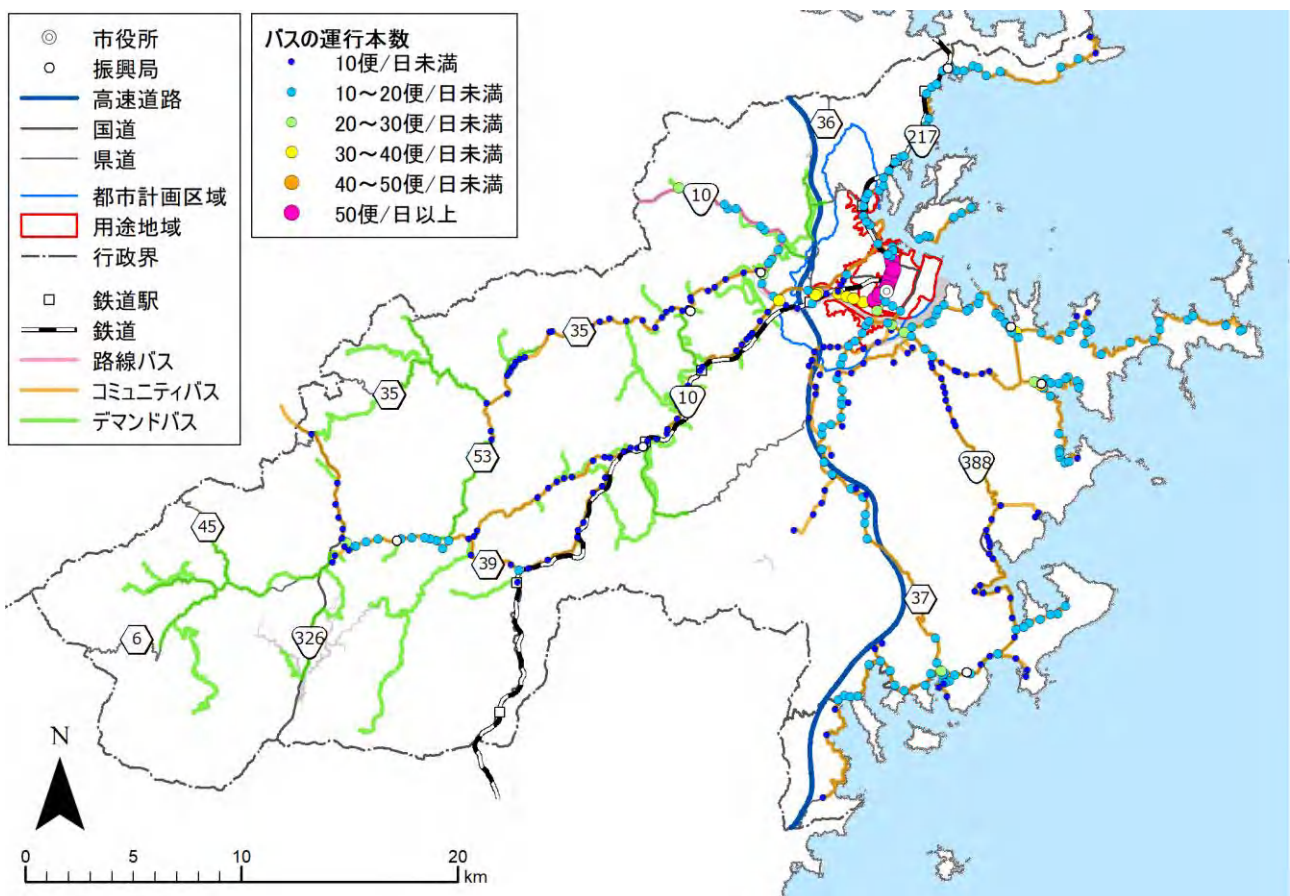 市役所
振興局
高速道路
国道
県道
都市計画区域
用途地域
行政界
鉄道駅
鉄道
路線バス
コミュニティバス
デマンドバス
バスの運行本数
10便/日未満
10～20便/日未満
20～30便/日未満
30～40便/日未満
40～50便/日未満
50便/日以上
36
217
10
35
35
10
53
388
45
39
37
6
326
N
0 5 10 20
km